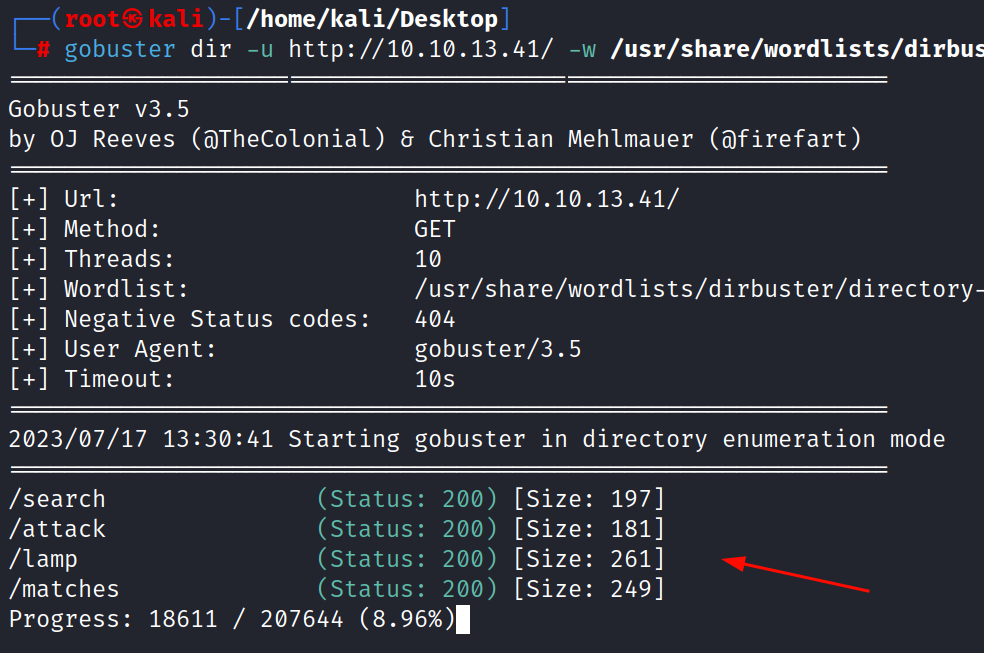 ┌──(root㉿kali)-[/home/kali/Desktop]
└─# gobuster dir -u http://10.10.13.41/ -w /usr/share/wordlists/dirbus
===============================================================
Gobuster v3.5
by OJ Reeves (@TheColonial) & Christian Mehlmauer (@firefart)
===============================================================
[+] Url:                     http://10.10.13.41/
[+] Method:                  GET
[+] Threads:                 10
[+] Wordlist:                /usr/share/wordlists/dirbuster/directory-
[+] Negative Status codes:   404
[+] User Agent:              gobuster/3.5
[+] Timeout:                 10s
===============================================================
2023/07/17 13:30:41 Starting gobuster in directory enumeration mode
===============================================================
/search               (Status: 200) [Size: 197]
/attack               (Status: 200) [Size: 181]
/lamp                 (Status: 200) [Size: 261]
/matches              (Status: 200) [Size: 249]
Progress: 18611 / 207644 (8.96%)